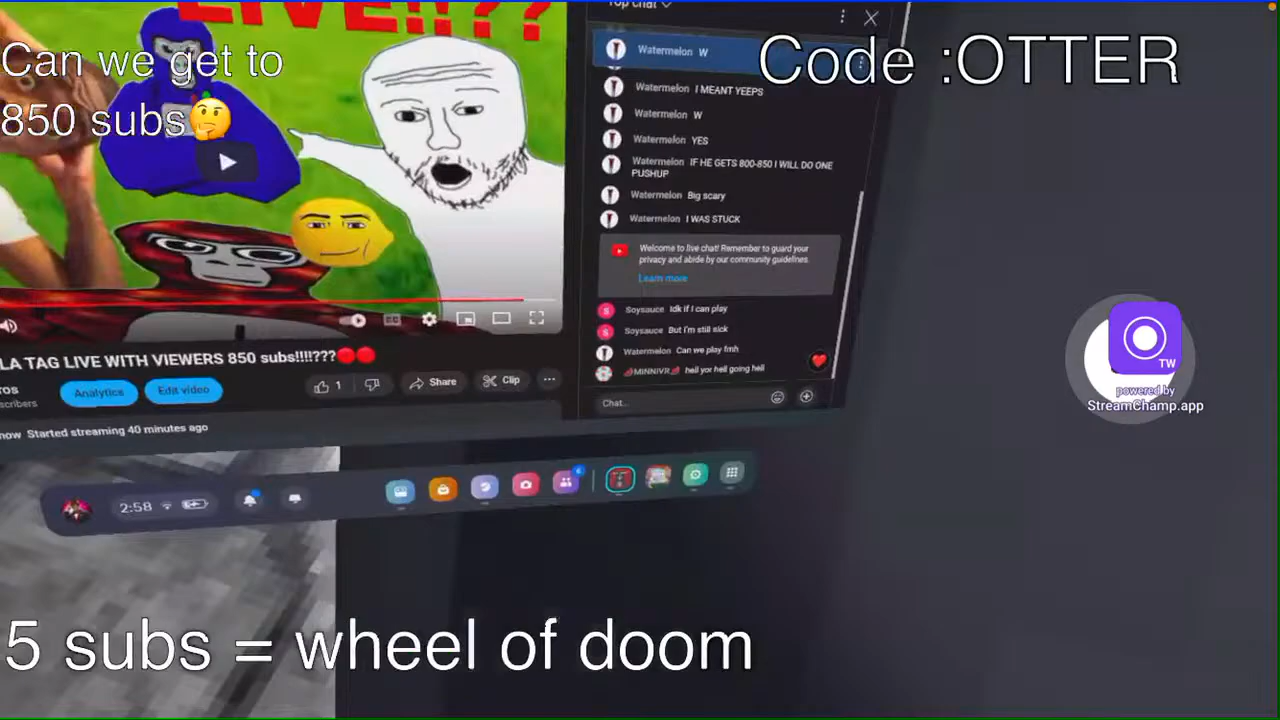 LIVE!!??
Can we get to
850 subs🤔
Code :OTTER
Top chat
Watermelon W
Watermelon I MEANT YEEPS
Watermelon W
Watermelon YES
Watermelon IF HE GETS 800-850 I WILL DO ONE
PUSHUP
Watermelon Big scary
Watermelon I WAS STUCK
Welcome to live chat! Remember to guard your
privacy and abide by our community guidelines.
Learn more
Soysauce Idk if I can play
Soysauce But i'm still sick
Watermelon Can we play fmh
MINNIVR hell yor hell going hell
Chat...
LA TAG LIVE WITH VIEWERS 850 subs!!!!???🔴🔴
Analytics
Edit video
1
Share
Clip
now Started streaming 40 minutes ago
2:58
TW
powered by
StreamChamp.app
5 subs = wheel of doom